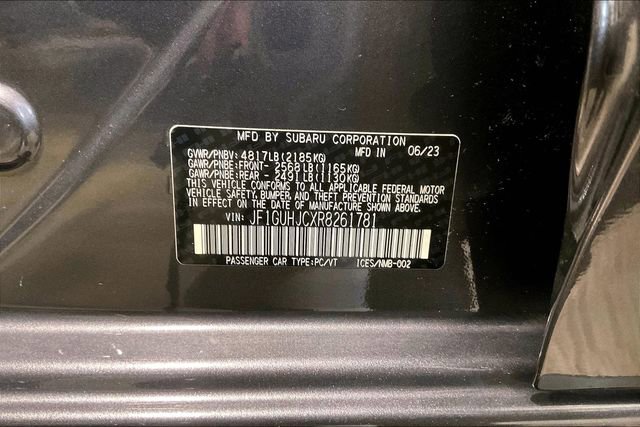 MFD BY SUBARU CORPORATION
GVWR/PNBV: 4817LB(2185KG) MFD IN 06/23
GAWR/PNBE:FRONT- 2568LB(1165KG)
GAWR/PNBE:REAR - 2491LB(1130KG)
THIS VEHICLE CONFORMS TO ALL APPLICABLE FEDERAL MOTOR
VEHICLE SAFETY, BUMPER, AND THEFT PREVENTION STANDARDS
IN EFFECT ON THE DATE OF MANUFACTURE SHOWN ABOVE.
VIN: JF1GUHJCXR8261781
PASSENGER CAR TYPE:PC/VT ICES/NMB-002